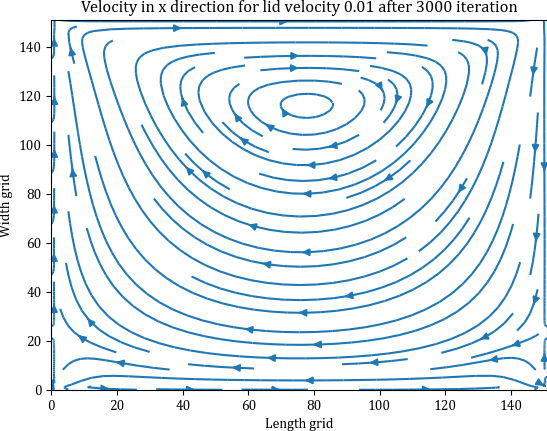 Velocity in x direction for lid velocity 0.01 after 3000 iteration
140
120
100
80
60
40
20
0
Width grid
0 20 40 60 80 100 120 140
Length grid